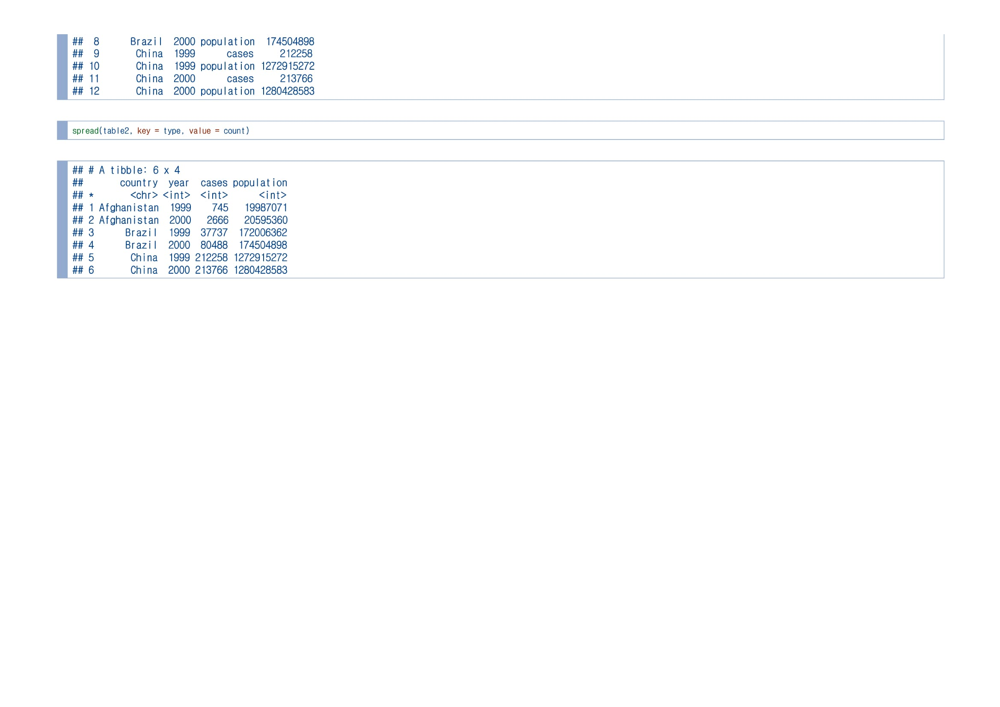 ##  8      Brazil  2000 population  174504898
##  9       China  1999      cases     212258
## 10       China  1999 population 1272915272
## 11       China  2000      cases     213766
## 12       China  2000 population 1280428583
spread(table2, key = type, value = count)
## # A tibble: 6 x 4
##       country  year  cases population
## *       <chr> <int>  <int>      <int>
## 1 Afghanistan  1999    745   19987071
## 2 Afghanistan  2000   2666   20595360
## 3      Brazil  1999  37737  172006362
## 4      Brazil  2000  80488  174504898
## 5       China  1999 212258 1272915272
## 6       China  2000 213766 1280428583